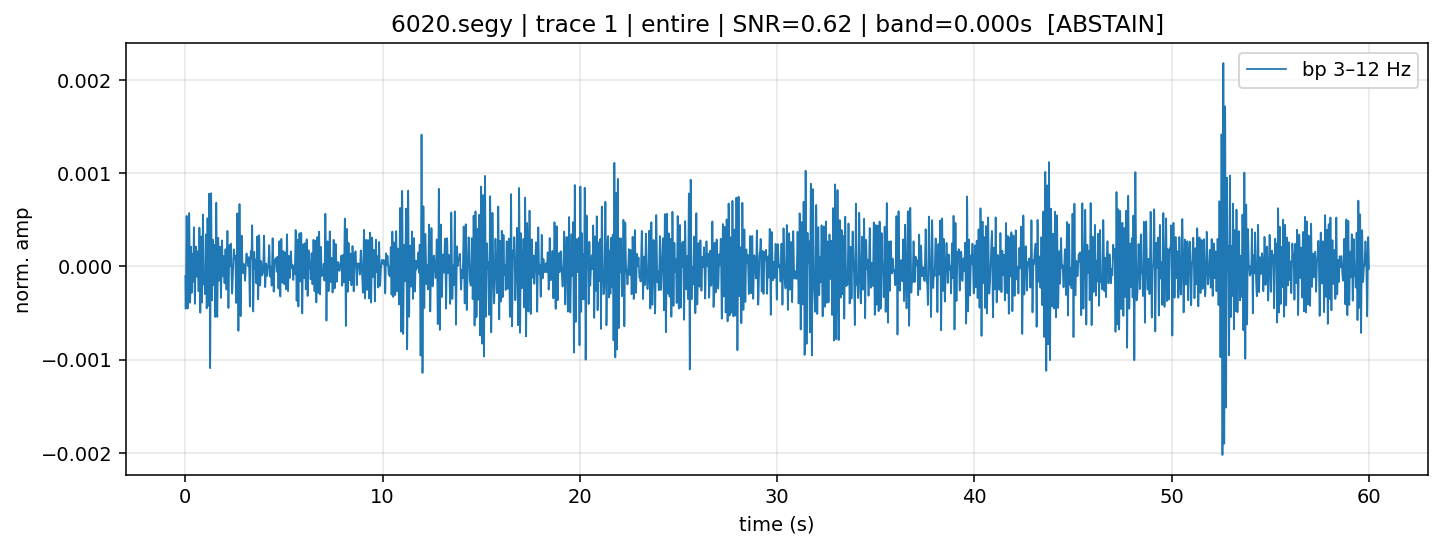 6020.segy | trace 1 | entire | SNR=0.62 | band=0.000s [ABSTAIN]
bp 3–12 Hz
0.002
0.001
0.000
−0.001
−0.002
norm. amp
0 10 20 30 40 50 60
time (s)